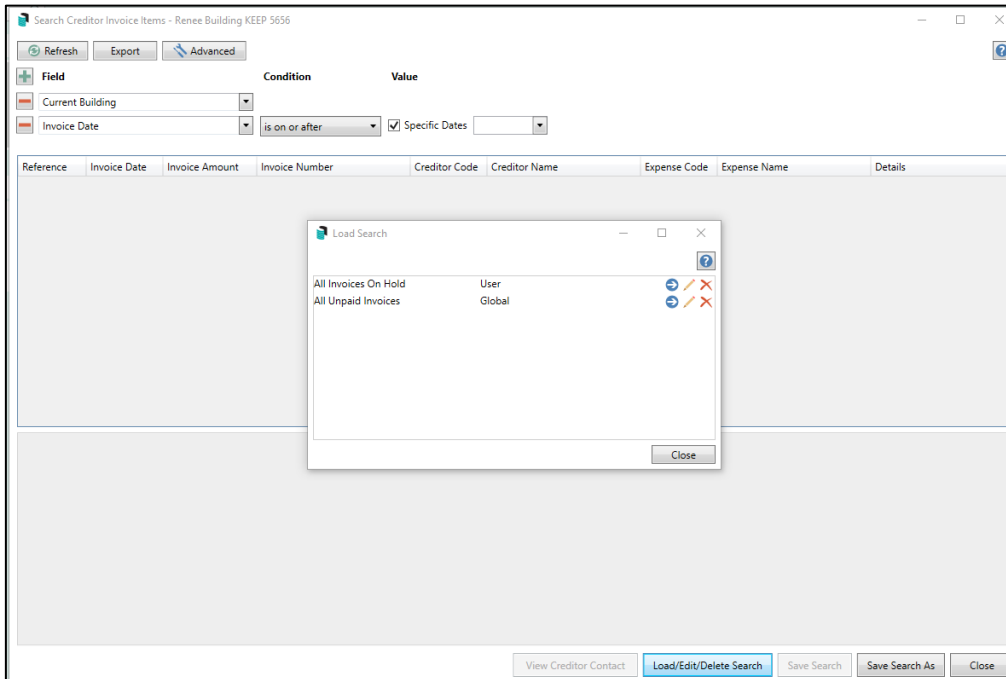 Search Creditor Invoice Items - Renee Building KEEP 5656
Refresh Export Advanced
Field Condition Value
Current Building
Invoice Date is on or after Specific Dates
Reference Invoice Date Invoice Amount Invoice Number Creditor Code Creditor Name Expense Code Expense Name Details
Load Search
All Invoices On Hold User
All Unpaid Invoices Global
Close
View Creditor Contact Load/Edit/Delete Search Save Search Save Search As Close